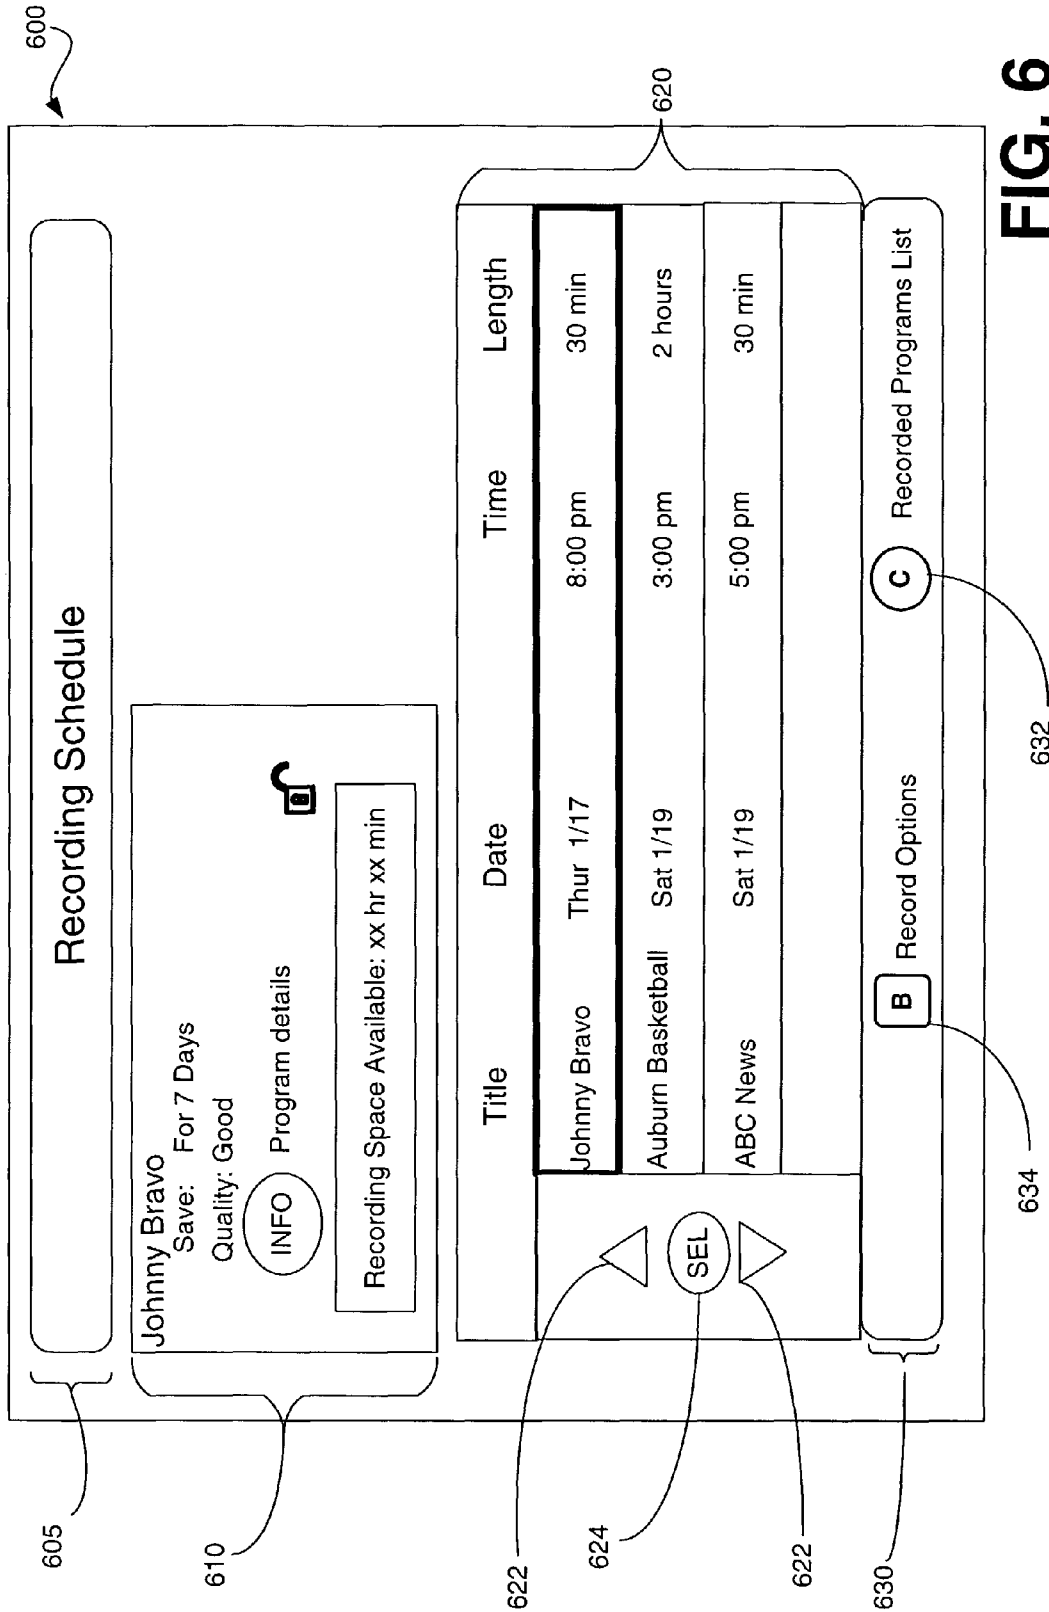 600
Recording Schedule
605
Johnny Bravo
Save: For 7 Days
Quality: Good
INFO Program details
Recording Space Available: xx hr xx min
610
620
Title Date Time Length
Johnny Bravo Thur 1/17 8:00 pm 30 min
Auburn Basketball Sat 1/19 3:00 pm 2 hours
ABC News Sat 1/19 5:00 pm 30 min
622
SEL
624
622
B Record Options C Recorded Programs List
630
634
632
FIG. 6